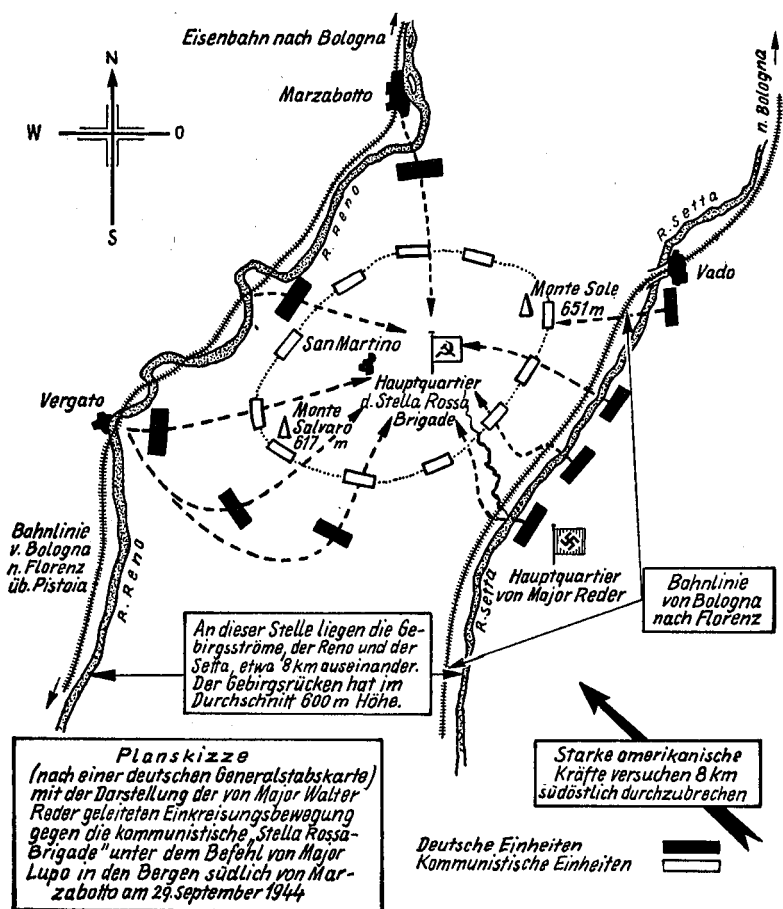 Eisenbahn nach Bologna
Marzabotto
N
W
O
S
R. Reno
n. Bologna
R. Setta
Vado
Monte Sole
651 m
San Martino
Hauptquartier
d. Stella Rossa
Brigade
Vergato
Monte
Salvaro
617 m
Bahnlinie
v. Bologna
n. Florenz
üb. Pistoia
R. Reno
R. Setta
Hauptquartier
von Major Reder
Bahnlinie
von Bologna
nach Florenz
An dieser Stelle liegen die Ge-
birgsströme, der Reno und der
Setta, etwa 8 km auseinander.
Der Gebirgsrücken hat im
Durchschnitt 600 m Höhe.
Planskizze
(nach einer deutschen Generalstabskarte)
mit der Darstellung der von Major Walter
Reder geleiteten Einkreisungsbewegung
gegen die kommunistische „Stella Rossa-
Brigade" unter dem Befehl von Major
Lupo in den Bergen südlich von Mar-
zabotto am 29. September 1944
Starke amerikanische
Kräfte versuchen 8 km
südöstlich durchzubrechen
Deutsche Einheiten
Kommunistische Einheiten